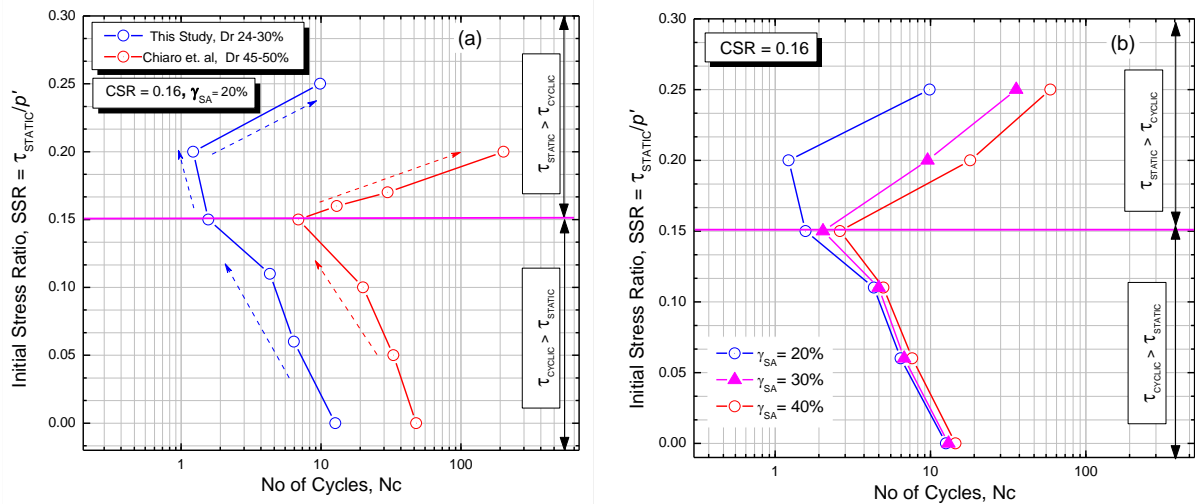 (a)
This Study, Dr 24-30%
Chiaro et. al, Dr 45-50%
CSR = 0.16, γSA = 20%
Initial Stress Ratio, SSR = τSTATIC/p'
0.25
0.20
0.15
0.10
0.05
0.00
1 10 100
No of Cycles, Nc
τSTATIC > τCYCLIC
τCYCLIC > τSTATIC
(b)
CSR = 0.16
Initial Stress Ratio, SSR = τSTATIC/p'
0.25
0.20
0.15
0.10
0.05
0.00
γSA = 20%
γSA = 30%
γSA = 40%
1 10 100
No of Cycles, Nc
τSTATIC > τCYCLIC
τCYCLIC > τSTATIC